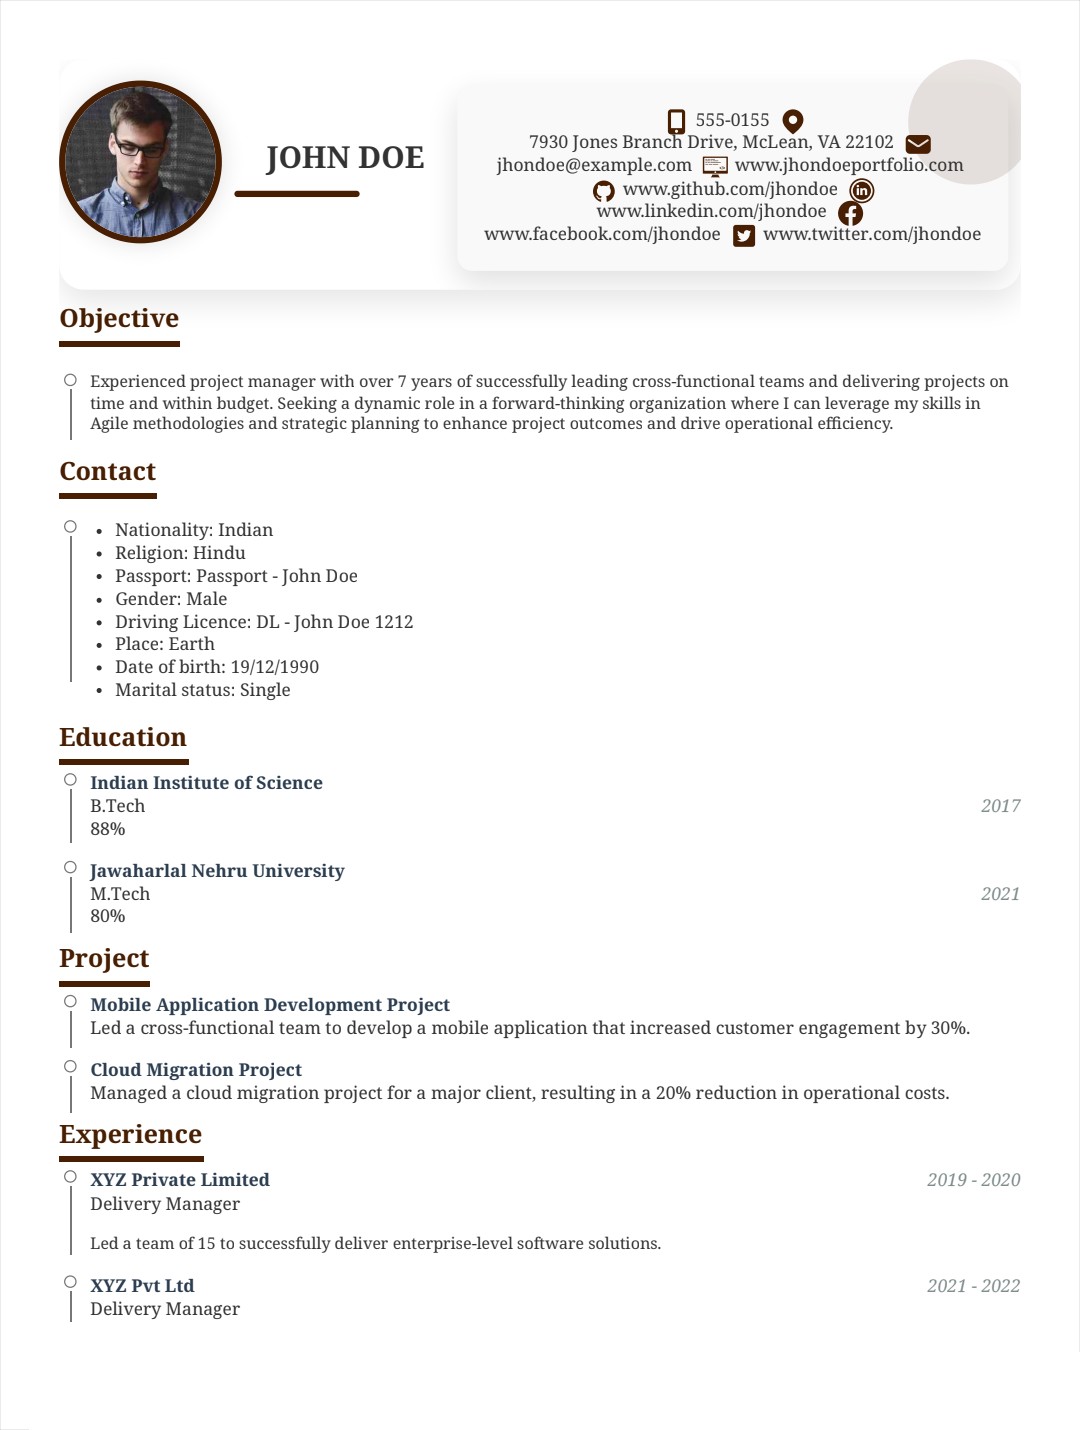 JOHN DOE
555-0155
7930 Jones Branch Drive, McLean, VA 22102
jhondoe@example.com www.jhondoeportfolio.com
www.github.com/jhondoe
www.linkedin.com/jhondoe
www.facebook.com/jhondoe www.twitter.com/jhondoe
Objective
Experienced project manager with over 7 years of successfully leading cross-functional teams and delivering projects on
time and within budget. Seeking a dynamic role in a forward-thinking organization where I can leverage my skills in
Agile methodologies and strategic planning to enhance project outcomes and drive operational efficiency.
Contact
• Nationality: Indian
• Religion: Hindu
• Passport: Passport - John Doe
• Gender: Male
• Driving Licence: DL - John Doe 1212
• Place: Earth
• Date of birth: 19/12/1990
• Marital status: Single
Education
Indian Institute of Science
B.Tech 2017
88%
Jawaharlal Nehru University
M.Tech 2021
80%
Project
Mobile Application Development Project
Led a cross-functional team to develop a mobile application that increased customer engagement by 30%.
Cloud Migration Project
Managed a cloud migration project for a major client, resulting in a 20% reduction in operational costs.
Experience
XYZ Private Limited 2019 - 2020
Delivery Manager
Led a team of 15 to successfully deliver enterprise-level software solutions.
XYZ Pvt Ltd 2021 - 2022
Delivery Manager